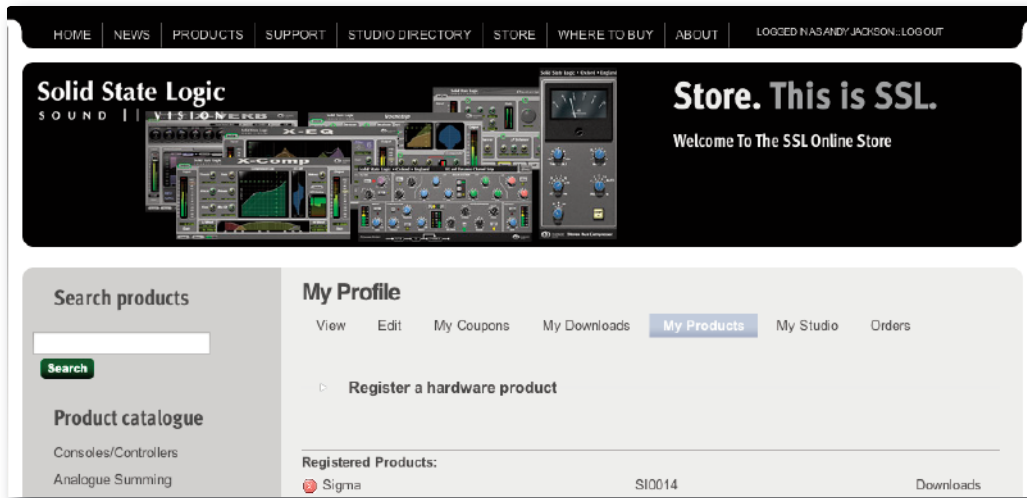 HOME NEWS PRODUCTS SUPPORT STUDIO DIRECTORY STORE WHERE TO BUY ABOUT LOGGED IN AS ANDY JACKSON :: LOG OUT
Solid State Logic
SOUND || VISION
X-EQ
X-Comp
Store. This is SSL.
Welcome To The SSL Online Store
Search products
Search
Product catalogue
Consoles/Controllers
Analogue Summing
My Profile
View Edit My Coupons My Downloads My Products My Studio Orders
Register a hardware product
Registered Products:
Sigma SI0014 Downloads